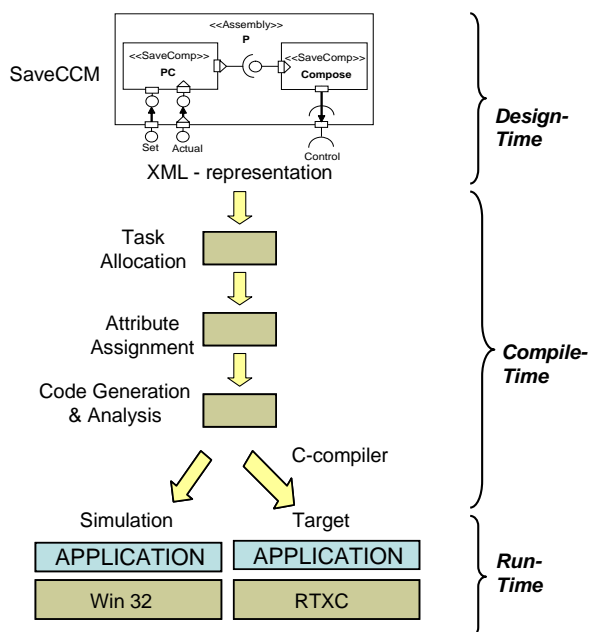 <<Assembly>>
P
<<SaveComp>>
PC
<<SaveComp>>
Compose
SaveCCM
Set
Actual
Control
XML - representation
Design-
Time
Task
Allocation
Attribute
Assignment
Code Generation
& Analysis
Compile-
Time
C-compiler
Simulation
Target
APPLICATION
APPLICATION
Win 32
RTXC
Run-
Time